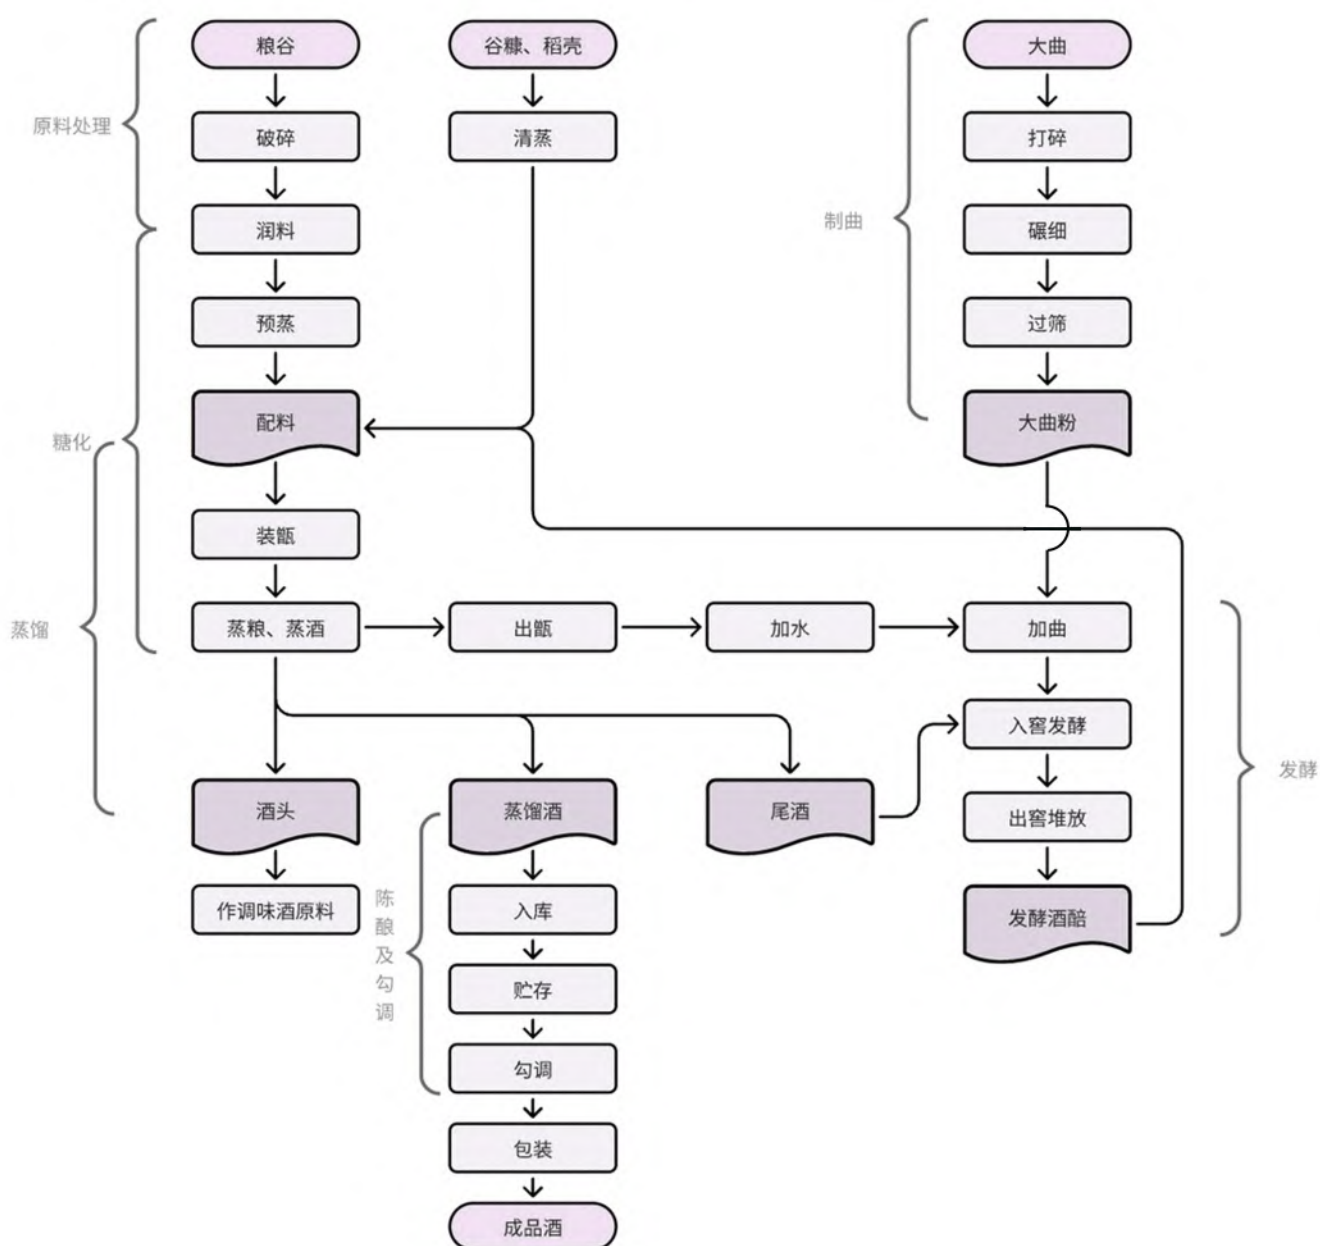 粮谷
谷糠、稻壳
大曲
原料处理
破碎
清蒸
打碎
润料
制曲
碾细
预蒸
过筛
糖化
配料
大曲粉
装甑
蒸馏
蒸粮、蒸酒
出甑
加水
加曲
入窖发酵
发酵
酒头
蒸馏酒
尾酒
出窖堆放
作调味酒原料
陈酿及勾调
入库
发酵酒醅
贮存
勾调
包装
成品酒